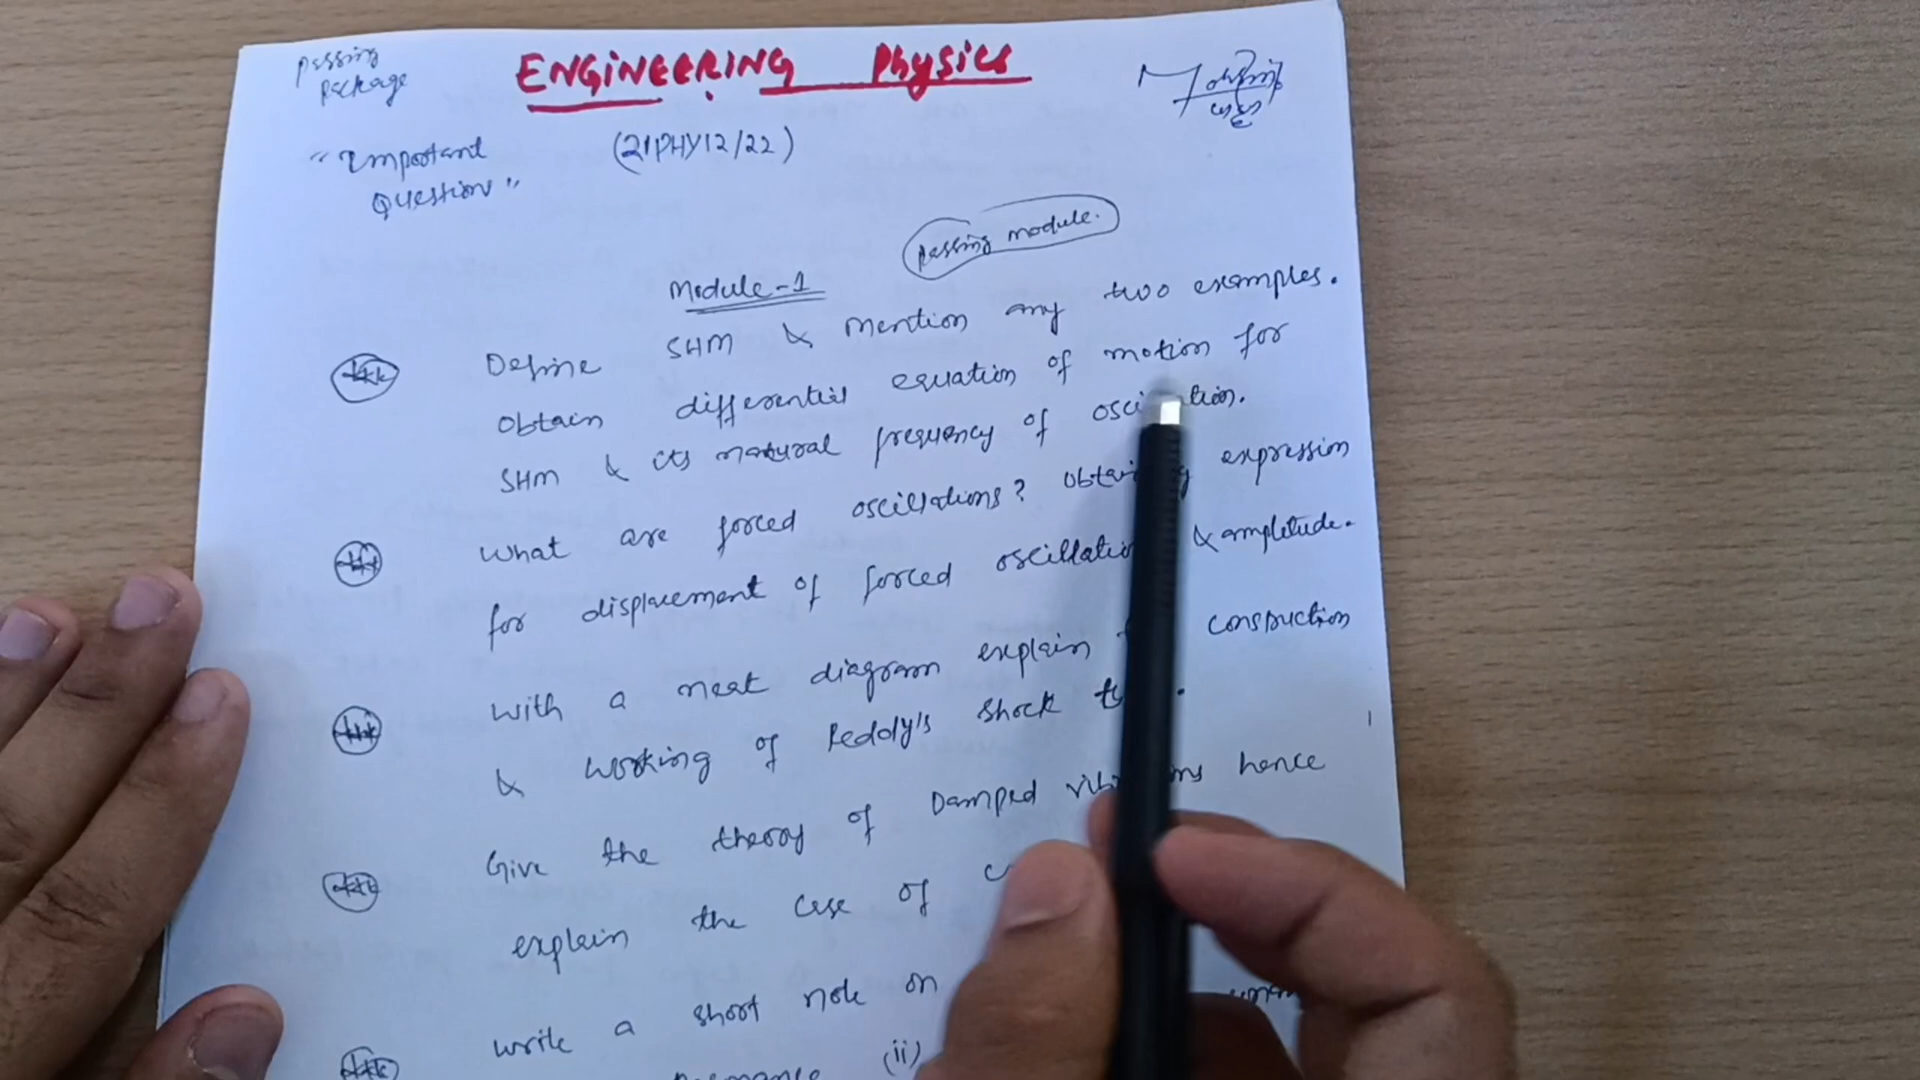 Passing
Package
ENGINEERING Physics
"Important
Question"
(21PHY12/22)
Passing module.
Module-1
Define SHM & mention any two examples.
obtain differential equation of motion for
SHM & its natural frequency of oscillation.
what are forced oscillations? obtaining expression
for displacement of forced oscillation & amplitude.
with a neat diagram explain construction
& working of Reddy's shock
Give the theory of Damped vibrations hence
explain the case of
write a short note on
(ii)